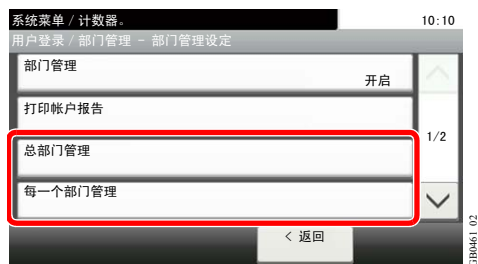 系统菜单 / 计数器。
10:10
用户登录 / 部门管理 - 部门管理设定
部门管理
开启
打印帐户报告
1/2
总部门管理
每一个部门管理
< 返回
GB0461_02